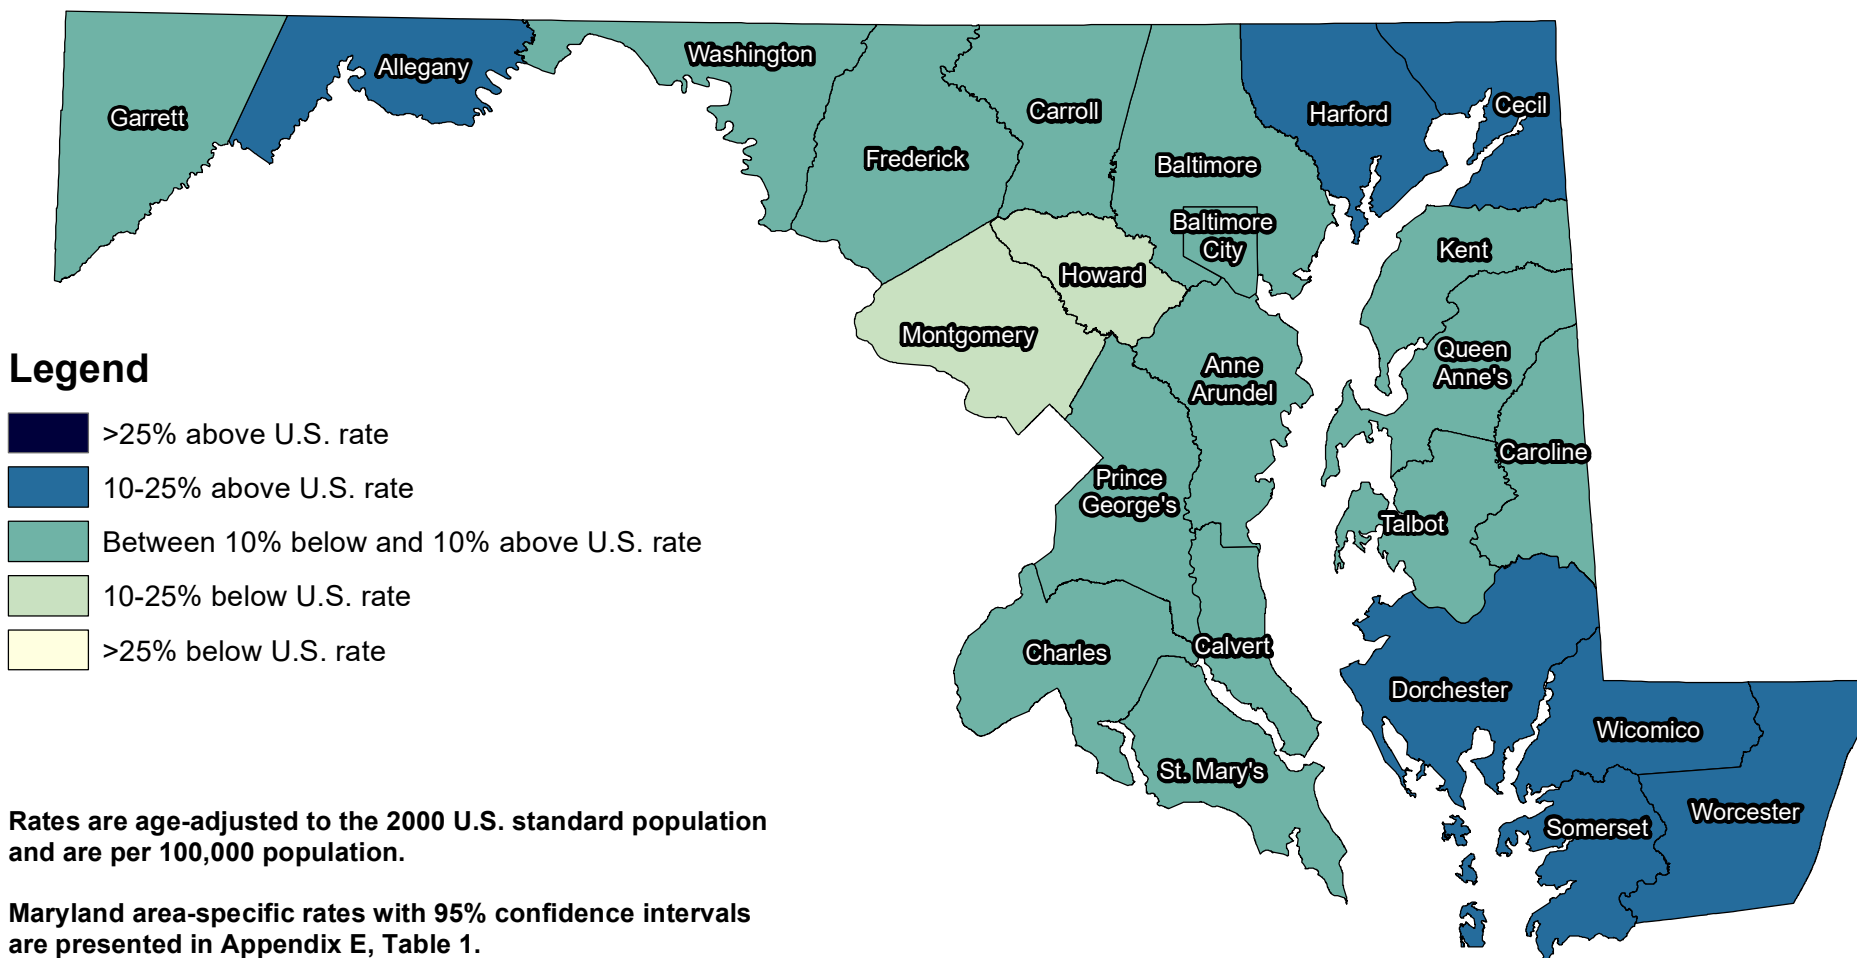 Washington
Allegany
Garrett
Carroll
Harford
Cecil
Frederick
Baltimore
Baltimore
City
Kent
Howard
Montgomery
Queen
Anne's
Anne
Arundel
Caroline
Prince
George's
Talbot
Calvert
Charles
Dorchester
Wicomico
St. Mary's
Worcester
Somerset
Legend
>25% above U.S. rate
10-25% above U.S. rate
Between 10% below and 10% above U.S. rate
10-25% below U.S. rate
>25% below U.S. rate
Rates are age-adjusted to the 2000 U.S. standard population
and are per 100,000 population.
Maryland area-specific rates with 95% confidence intervals
are presented in Appendix E, Table 1.